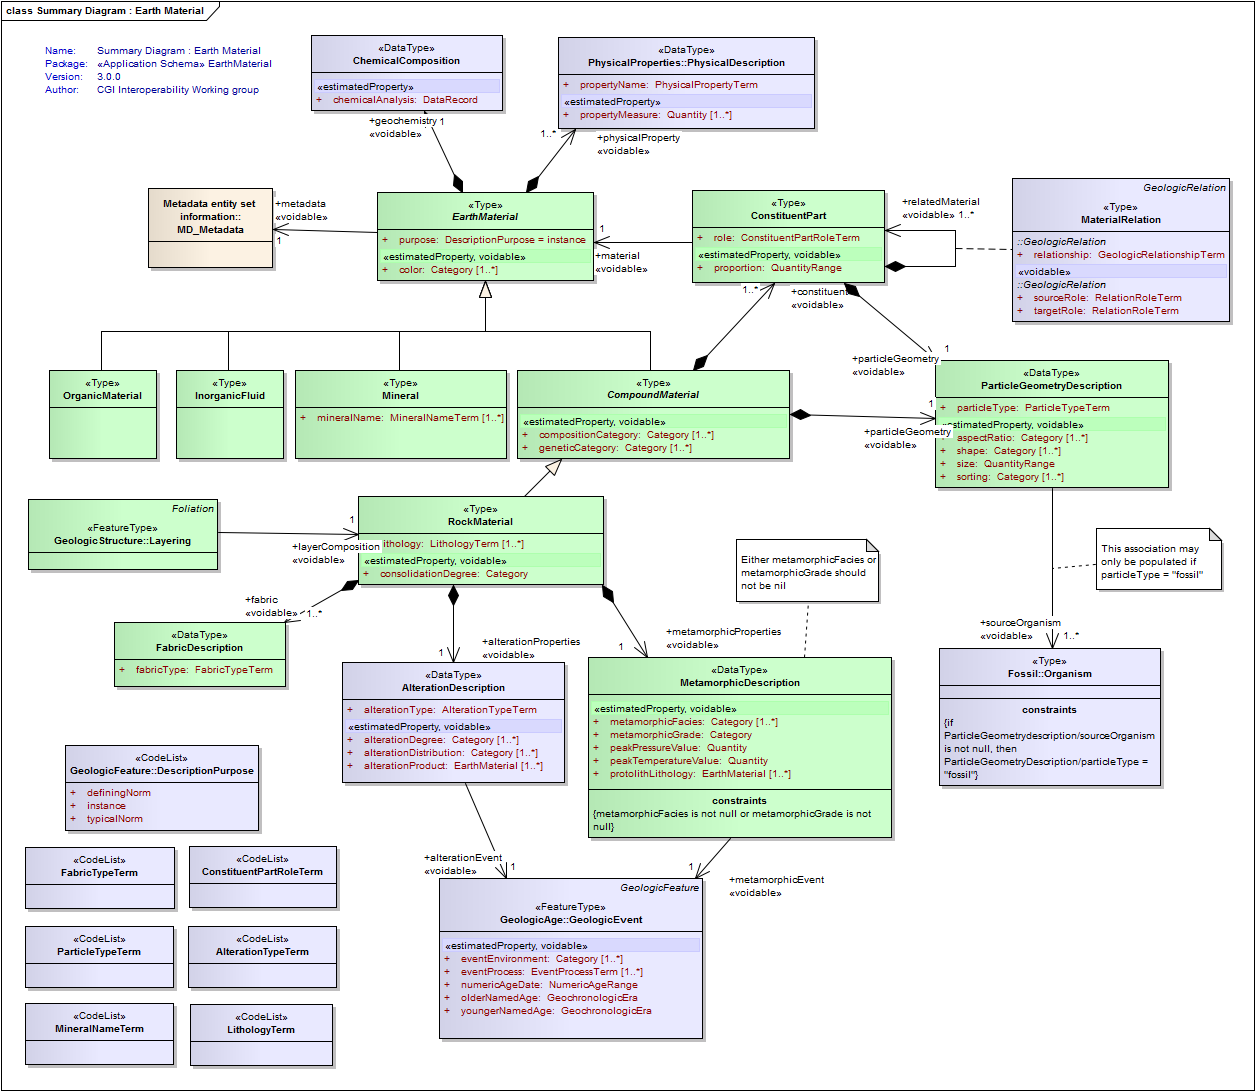 class Summary Diagram : Earth Material
Name: Summary Diagram : Earth Material
Package: «Application Schema» EarthMaterial
Version: 3.0.0
Author: CGI Interoperability Working group
«DataType»
ChemicalComposition
«estimatedProperty»
+ chemicalAnalysis: DataRecord
«DataType»
PhysicalProperties::PhysicalDescription
+ propertyName: PhysicalPropertyTerm
«estimatedProperty»
+ propertyMeasure: Quantity [1..*]
+geochemistry 1
«voidable»
1..*
+physicalProperty
«voidable»
Metadata entity set
information::
MD_Metadata
+metadata
«voidable»
1
«Type»
EarthMaterial
+ purpose: DescriptionPurpose = instance
«estimatedProperty, voidable»
+ color: Category [1..*]
1
+material
«voidable»
«Type»
ConstituentPart
+ role: ConstituentPartRoleTerm
«estimatedProperty, voidable»
+ proportion: QuantityRange
+relatedMaterial
«voidable» 1..*
GeologicRelation
«Type»
MaterialRelation
::GeologicRelation
+ relationship: GeologicRelationshipTerm
«voidable»
::GeologicRelation
+ sourceRole: RelationRoleTerm
+ targetRole: RelationRoleTerm
1..*
+constituent
«voidable»
1
+particleGeometry
«voidable»
«Type»
OrganicMaterial
«Type»
InorganicFluid
«Type»
Mineral
+ mineralName: MineralNameTerm [1..*]
«Type»
CompoundMaterial
«estimatedProperty, voidable»
+ compositionCategory: Category [1..*]
+ geneticCategory: Category [1..*]
1
+particleGeometry
«voidable»
«DataType»
ParticleGeometryDescription
+ particleType: ParticleTypeTerm
«estimatedProperty, voidable»
+ aspectRatio: Category [1..*]
+ shape: Category [1..*]
+ size: QuantityRange
+ sorting: Category [1..*]
Foliation
«FeatureType»
GeologicStructure::Layering
1
+layerComposition
«voidable»
«Type»
RockMaterial
lithology: LithologyTerm [1..*]
«estimatedProperty, voidable»
+ consolidationDegree: Category
Either metamorphicFacies or
metamorphicGrade should
not be nil
This association may
only be populated if
particleType = "fossil"
+fabric
«voidable» 1..*
«DataType»
FabricDescription
+ fabricType: FabricTypeTerm
1
+alterationProperties
«voidable»
1
+metamorphicProperties
«voidable»
+sourceOrganism
«voidable» 1..*
«DataType»
AlterationDescription
+ alterationType: AlterationTypeTerm
«estimatedProperty, voidable»
+ alterationDegree: Category [1..*]
+ alterationDistribution: Category [1..*]
+ alterationProduct: EarthMaterial [1..*]
«DataType»
MetamorphicDescription
«estimatedProperty, voidable»
+ metamorphicFacies: Category [1..*]
+ metamorphicGrade: Category
+ peakPressureValue: Quantity
+ peakTemperatureValue: Quantity
+ protolithLithology: EarthMaterial [1..*]
constraints
{metamorphicFacies is not null or metamorphicGrade is not
null}
«Type»
Fossil::Organism
constraints
{if
ParticleGeometrydescription/sourceOrganism
is not null, then
ParticleGeometryDescription/particleType =
"fossil"}
«CodeList»
GeologicFeature::DescriptionPurpose
+ definingNorm
+ instance
+ typicalNorm
«CodeList»
FabricTypeTerm
«CodeList»
ConstituentPartRoleTerm
+alterationEvent
«voidable»
1
1
+metamorphicEvent
«voidable»
GeologicFeature
«FeatureType»
GeologicAge::GeologicEvent
«estimatedProperty, voidable»
+ eventEnvironment: Category [1..*]
+ eventProcess: EventProcessTerm [1..*]
+ numericAgeDate: NumericAgeRange
+ olderNamedAge: GeochronologicEra
+ youngerNamedAge: GeochronologicEra
«CodeList»
ParticleTypeTerm
«CodeList»
AlterationTypeTerm
«CodeList»
MineralNameTerm
«CodeList»
LithologyTerm